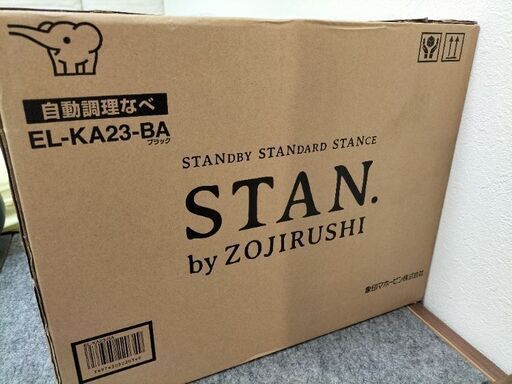 自動調理なべ
EL-KA23-BA
ブラック
STANDBY STANDARD STANCE
STAN.
by ZOJIRUSHI
象印マホービン株式会社